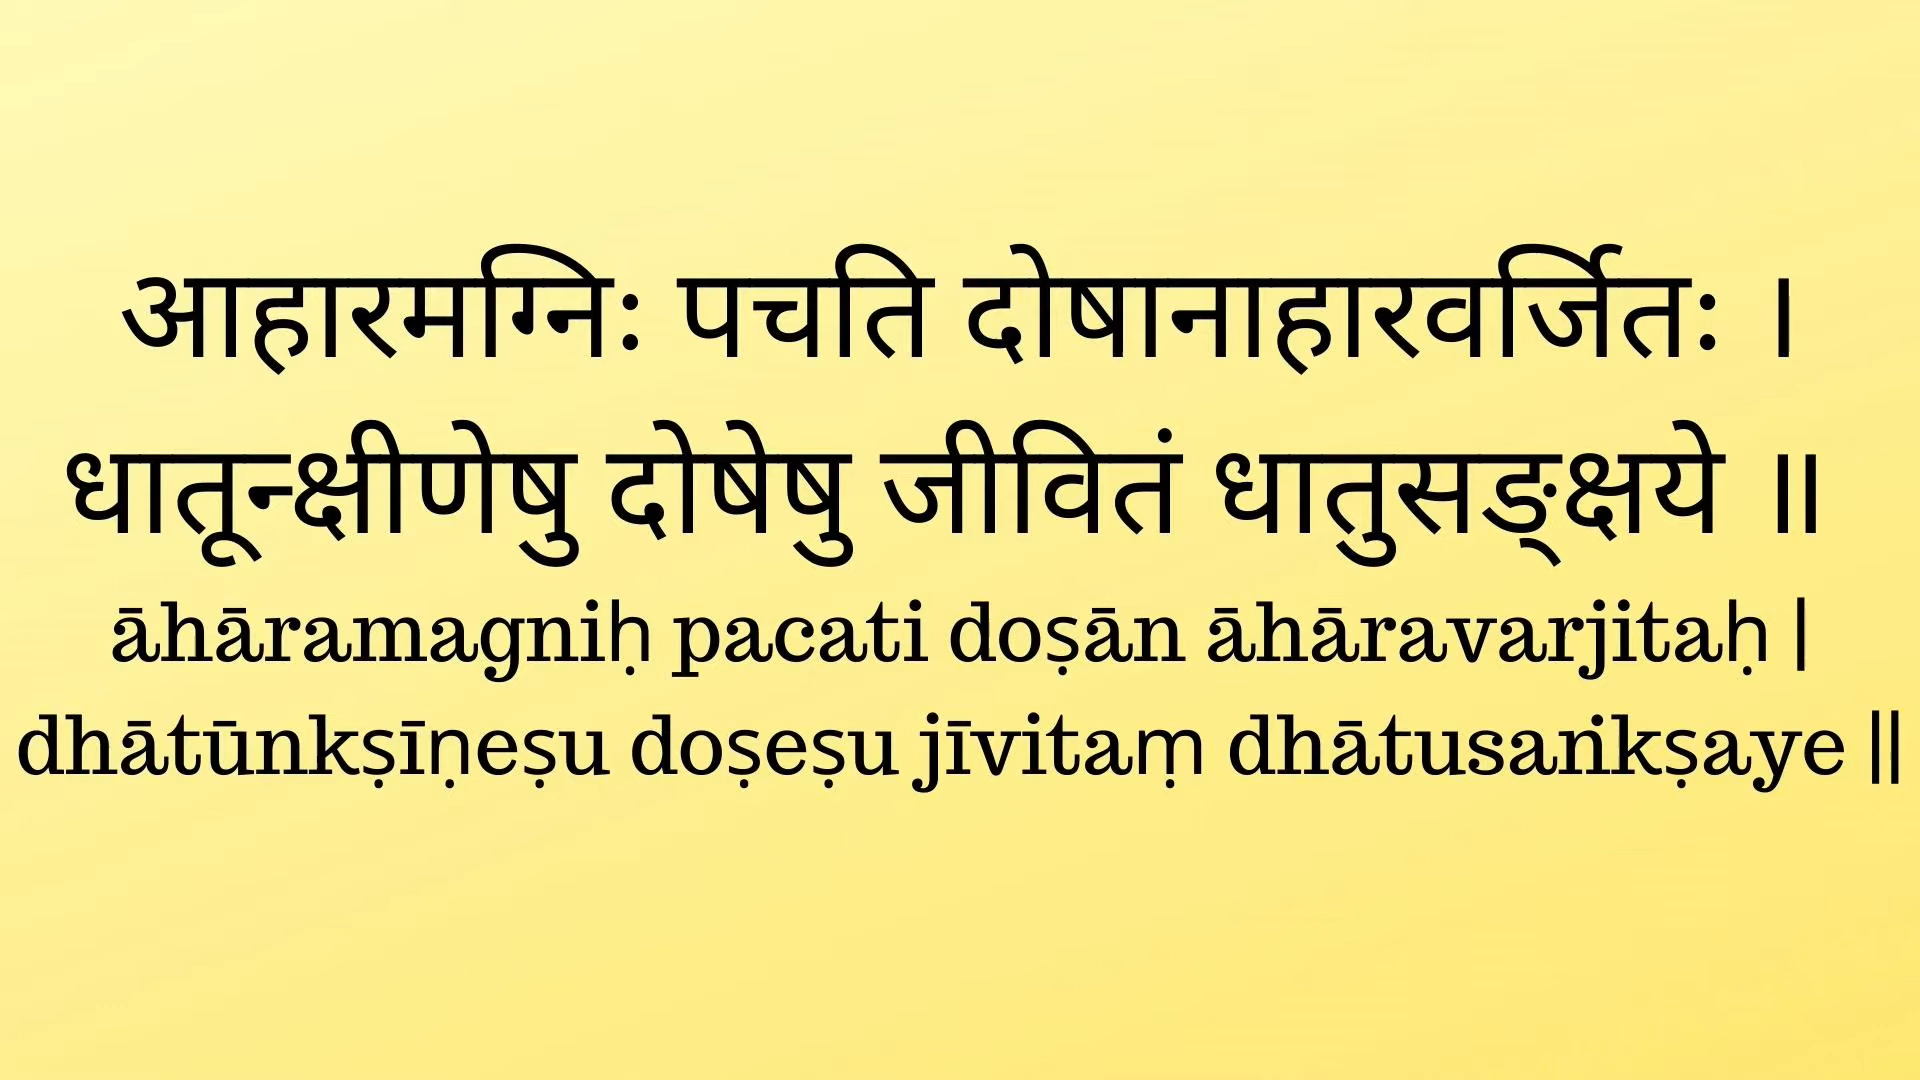 आहारमग्निः पचति दोषानाहारवर्जितः ।
धातून्क्षीणेषु दोषेषु जीवितं धातुसङ्क्षये ॥
āhāramagniḥ pacati doṣān āhāravarjitaḥ |
dhātūnkṣīṇeṣu doṣeṣu jīvitaṃ dhātusaṅkṣaye ||